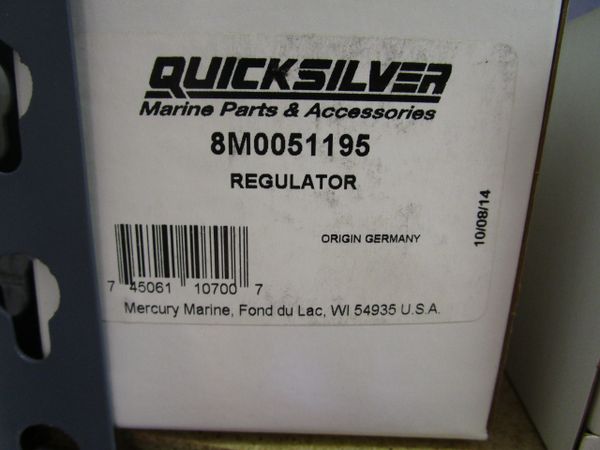 QUICKSILVER
Marine Parts & Accessories
8M0051195
REGULATOR
10/08/14
ORIGIN GERMANY
7 45061 10700 7
Mercury Marine, Fond du Lac, WI 54935 U.S.A.